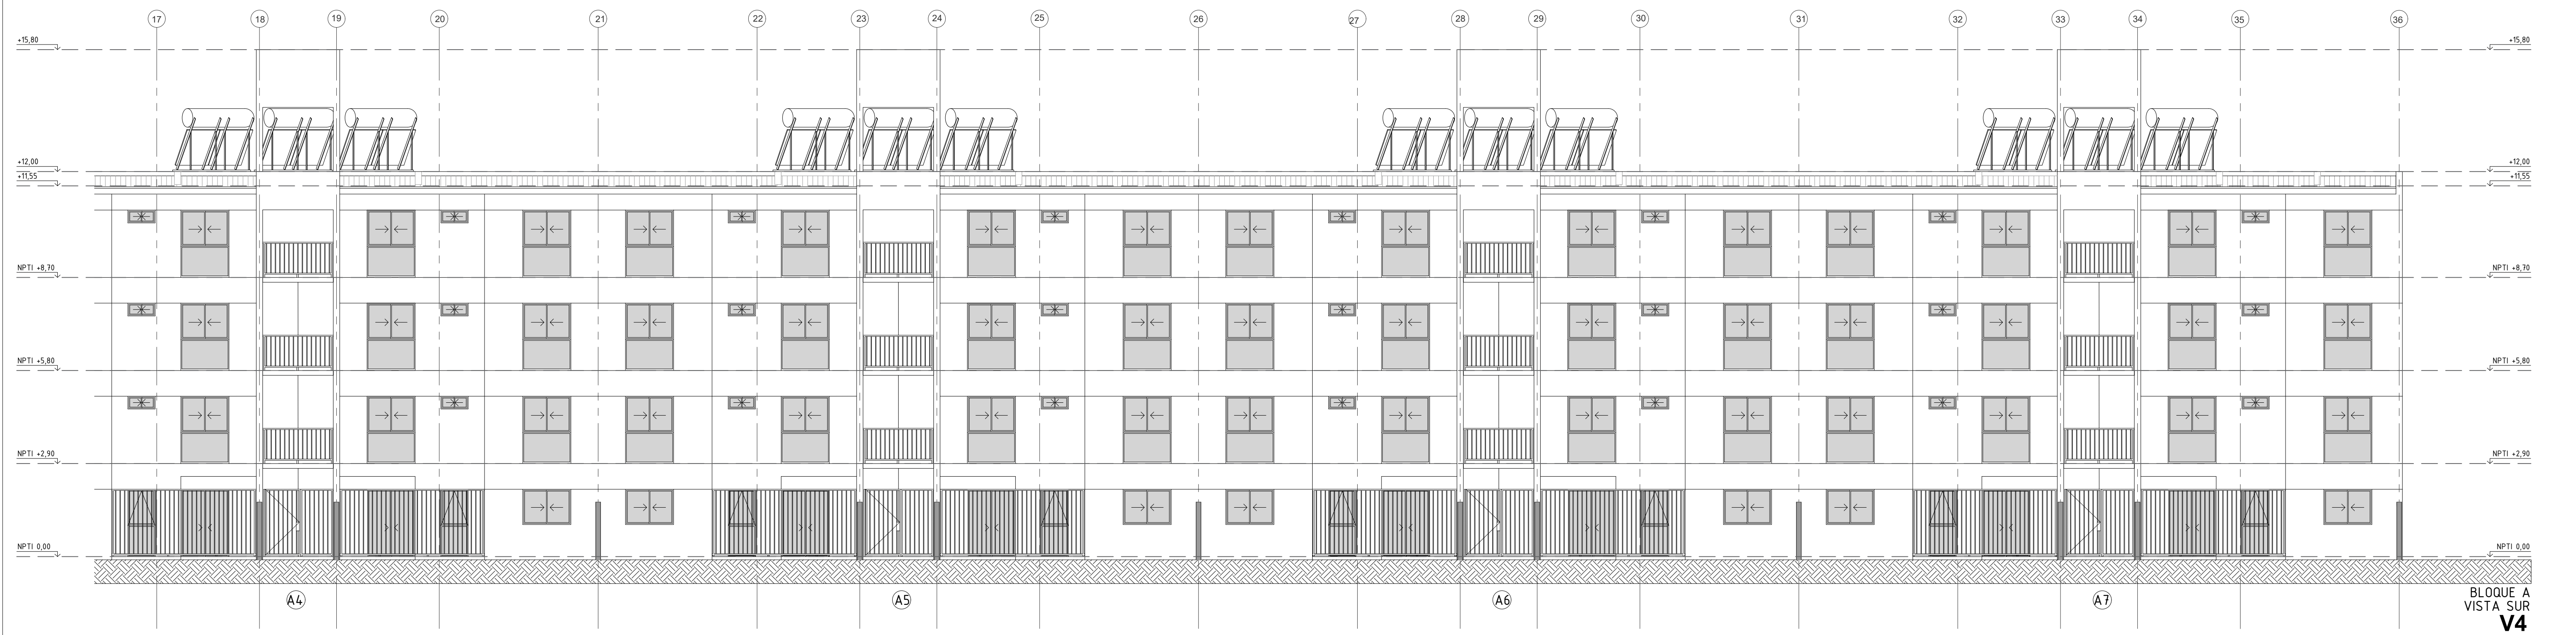 17 18 19 20 21 22 23 24 25 26 27 28 29 30 31 32 33 34 35 36
+15,80 +15,80
+12,00 +12,00
+11,55 +11,55
NPTI +8,70 NPTI +8,70
NPTI +5,80 NPTI +5,80
NPTI +2,90 NPTI +2,90
NPTI 0,00 NPTI 0,00
A4 A5 A6 A7
BLOQUE A
VISTA SUR
V4